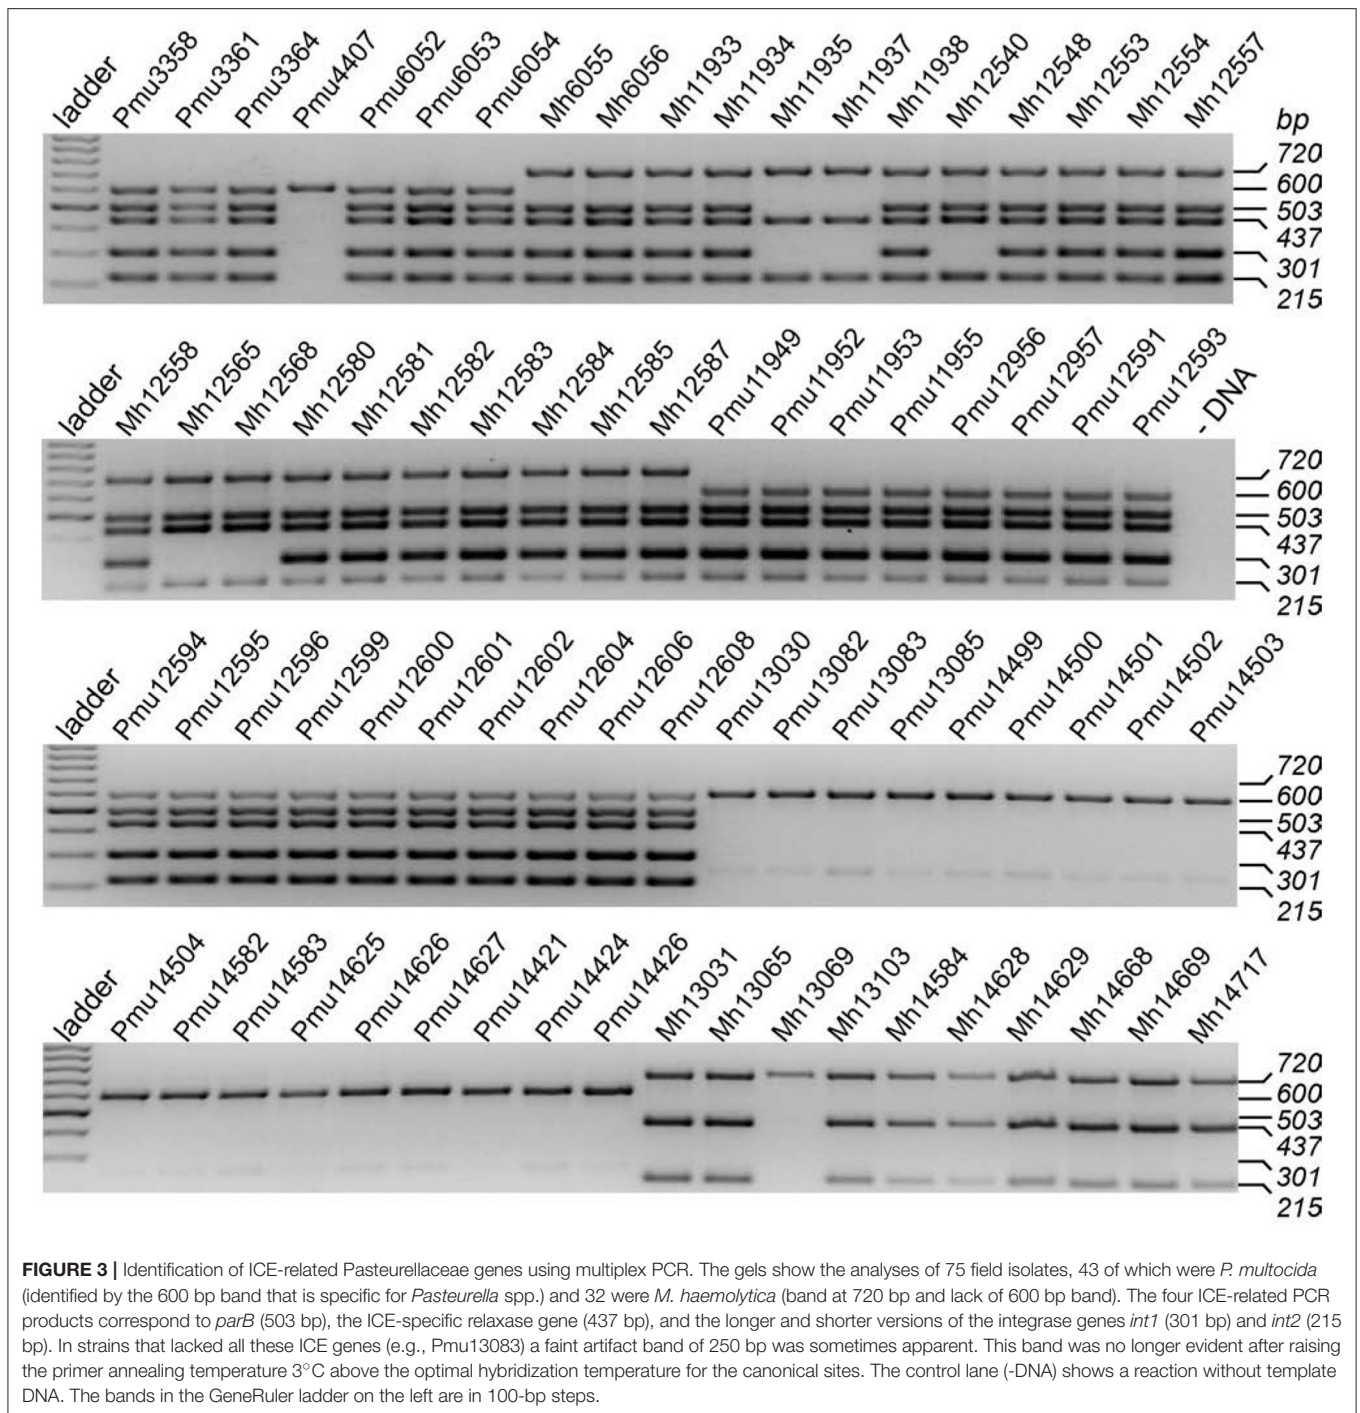 ladder Pmu3358 Pmu3361 Pmu3364 Pmu4407 Pmu6052 Pmu6053 Pmu6054 Mh6055 Mh6056 Mh11933 Mh11934 Mh11935 Mh11937 Mh11938 Mh12540 Mh12548 Mh12553 Mh12554 Mh12557
bp
720
600
503
437
301
215
ladder Mh12558 Mh12565 Mh12568 Mh12580 Mh12581 Mh12582 Mh12583 Mh12584 Mh12585 Mh12587 Pmu11949 Pmu11952 Pmu11953 Pmu11955 Pmu12956 Pmu12957 Pmu12591 Pmu12593 - DNA
720
600
503
437
301
215
ladder Pmu12594 Pmu12595 Pmu12596 Pmu12599 Pmu12600 Pmu12601 Pmu12602 Pmu12604 Pmu12606 Pmu12608 Pmu13030 Pmu13082 Pmu13083 Pmu13085 Pmu14499 Pmu14500 Pmu14501 Pmu14502 Pmu14503
720
600
503
437
301
215
ladder Pmu14504 Pmu14582 Pmu14583 Pmu14625 Pmu14626 Pmu14627 Pmu14421 Pmu14424 Pmu14426 Mh13031 Mh13065 Mh13069 Mh13103 Mh14584 Mh14628 Mh14629 Mh14668 Mh14669 Mh14717
720
600
503
437
301
215
FIGURE 3 | Identification of ICE-related Pasteurellaceae genes using multiplex PCR. The gels show the analyses of 75 field isolates, 43 of which were P. multocida
(identified by the 600 bp band that is specific for Pasteurella spp.) and 32 were M. haemolytica (band at 720 bp and lack of 600 bp band). The four ICE-related PCR
products correspond to parB (503 bp), the ICE-specific relaxase gene (437 bp), and the longer and shorter versions of the integrase genes int1 (301 bp) and int2 (215
bp). In strains that lacked all these ICE genes (e.g., Pmu13083) a faint artifact band of 250 bp was sometimes apparent. This band was no longer evident after raising
the primer annealing temperature 3°C above the optimal hybridization temperature for the canonical sites. The control lane (-DNA) shows a reaction without template
DNA. The bands in the GeneRuler ladder on the left are in 100-bp steps.